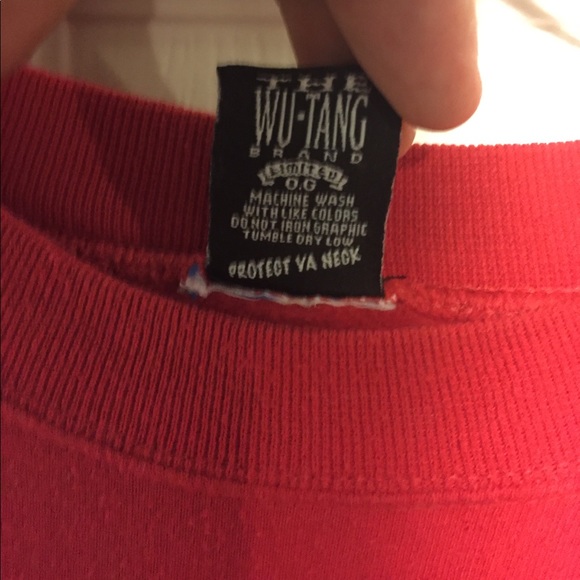 THE
WU-TANG
BRAND
LIMITED
O.G
MACHINE WASH
WITH LIKE COLORS
DO NOT IRON GRAPHIC
TUMBLE DRY LOW
PROTECT YA NECK